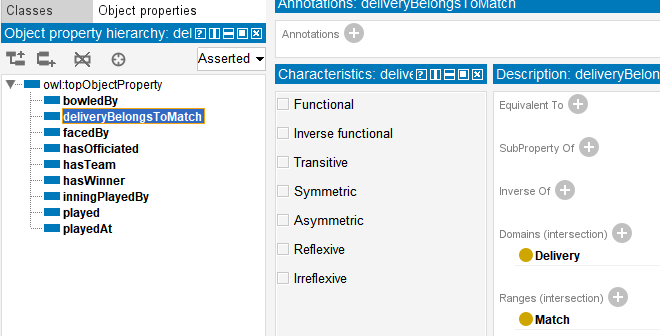 Classes
Object properties
Object property hierarchy: del
Asserted
owl:topObjectProperty
bowledBy
deliveryBelongsToMatch
facedBy
hasOfficiated
hasTeam
hasWinner
inningPlayedBy
played
playedAt
Annotations: deliveryBelongsToMatch
Annotations
Characteristics: delive
Functional
Inverse functional
Transitive
Symmetric
Asymmetric
Reflexive
Irreflexive
Description: deliveryBelon
Equivalent To
SubProperty Of
Inverse Of
Domains (intersection)
Delivery
Ranges (intersection)
Match